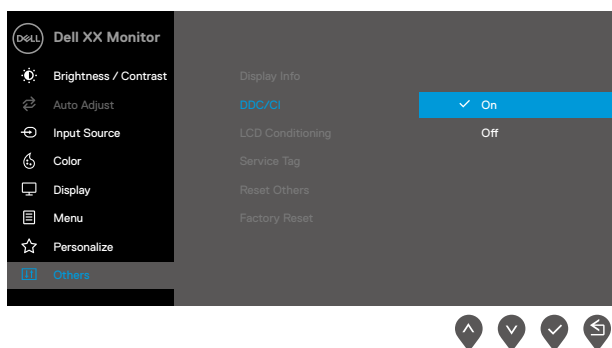 DELL Dell XX Monitor
Brightness / Contrast
Auto Adjust
Input Source
Color
Display
Menu
Personalize
Others
Display Info
DDC/CI
LCD Conditioning
Service Tag
Reset Others
Factory Reset
On
Off